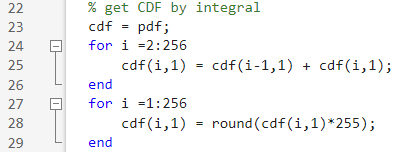 22 % get CDF by integral
23 cdf = pdf;
24 for i =2:256
25 cdf(i,1) = cdf(i-1,1) + cdf(i,1);
26 end
27 for i =1:256
28 cdf(i,1) = round(cdf(i,1)*255);
29 end